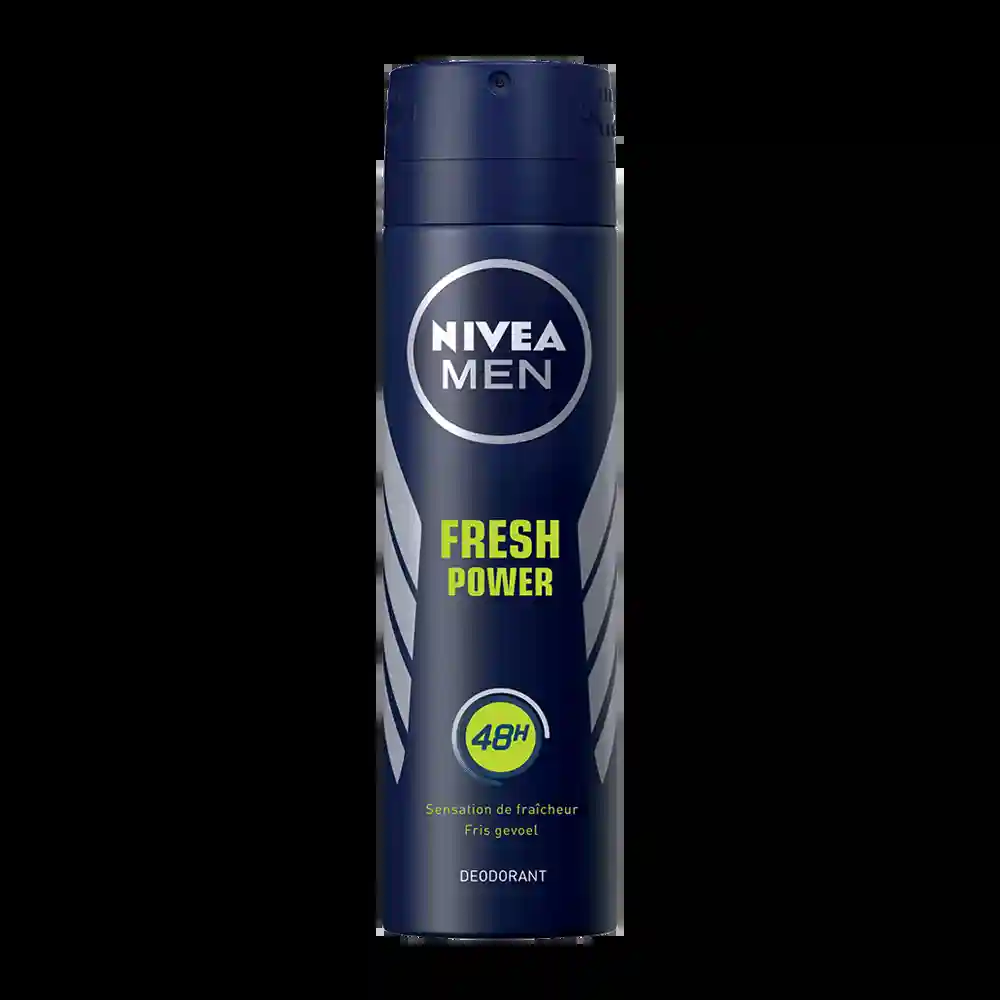 NIVEA
MEN
FRESH
POWER
48H
Sensation de fraîcheur
Fris gevoel
DEODORANT